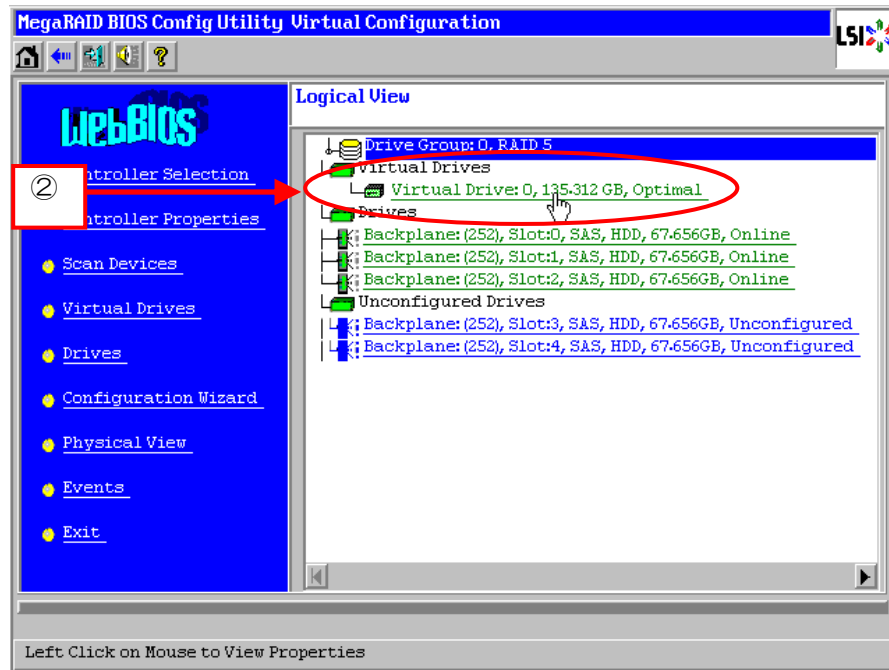 MegaRAID BIOS Config Utility Virtual Configuration
LSI
WebBIOS
Logical View
②
ntroller Selection
ntroller Properties
Scan Devices
Virtual Drives
Drives
Configuration Wizard
Physical View
Events
Exit
Drive Group: 0, RAID 5
Virtual Drives
Virtual Drive: 0, 135.312 GB, Optimal
Drives
Backplane: (252), Slot:0, SAS, HDD, 67.656GB, Online
Backplane: (252), Slot:1, SAS, HDD, 67.656GB, Online
Backplane: (252), Slot:2, SAS, HDD, 67.656GB, Online
Unconfigured Drives
Backplane: (252), Slot:3, SAS, HDD, 67.656GB, Unconfigured
Backplane: (252), Slot:4, SAS, HDD, 67.656GB, Unconfigured
Left Click on Mouse to View Properties